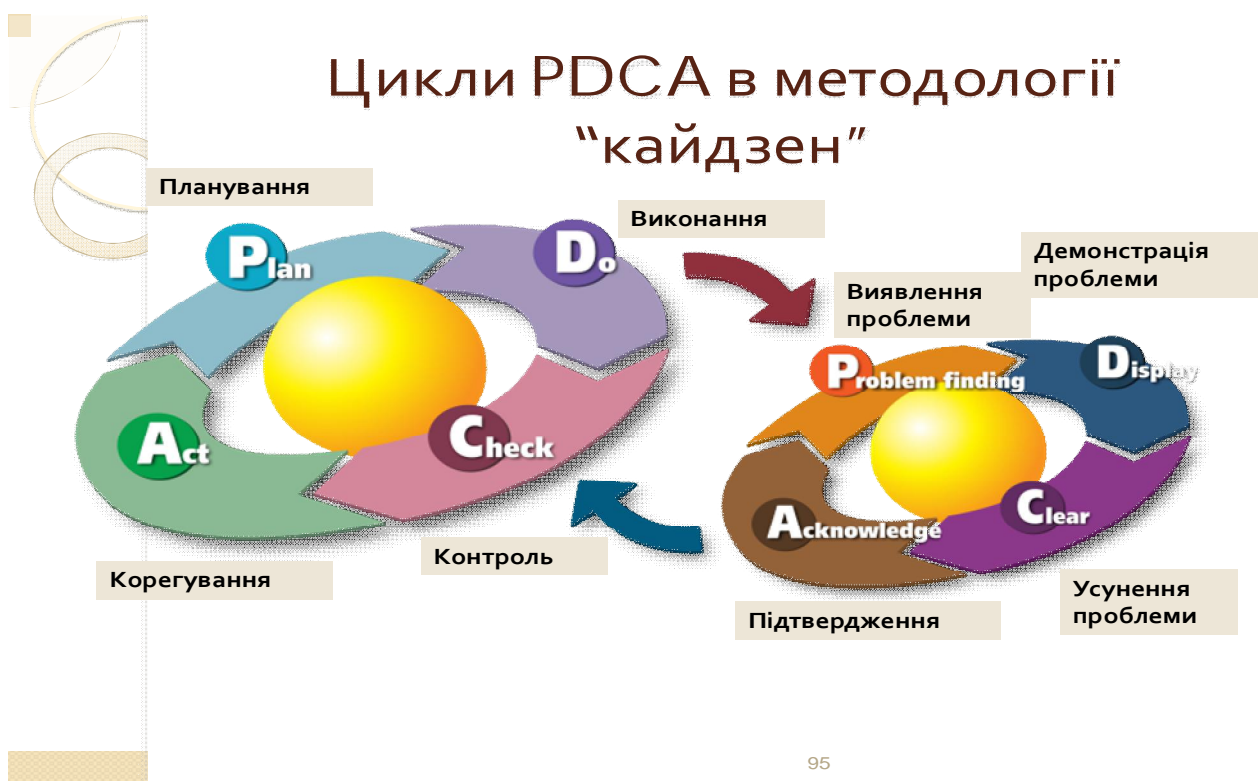 Цикли PDCA в методології
“кайдзен”
Планування
Виконання
Plan
Do
Act
Check
Корегування
Контроль
Виявлення
проблеми
Демонстрація
проблеми
Problem finding
Display
Acknowledge
Clear
Підтвердження
Усунення
проблеми
95